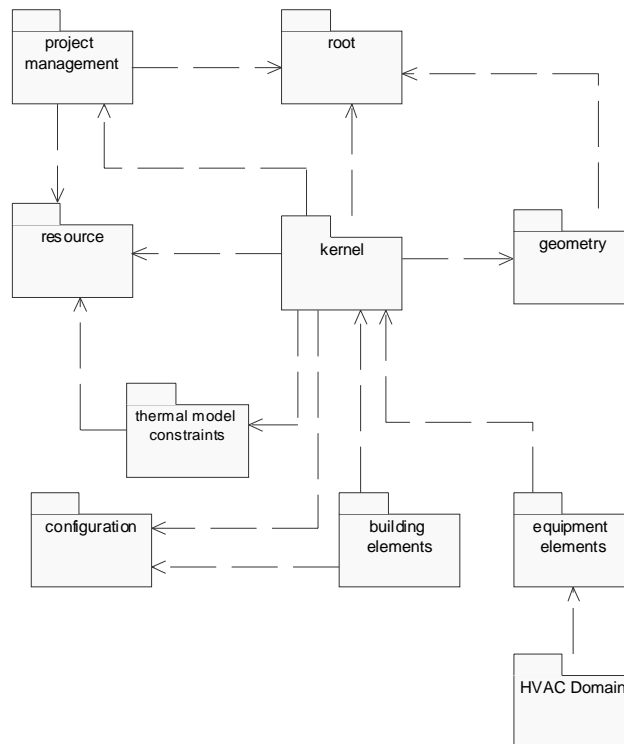 project
management
root
resource
kernel
geometry
thermal model
constraints
configuration
building
elements
equipment
elements
HVAC Domain